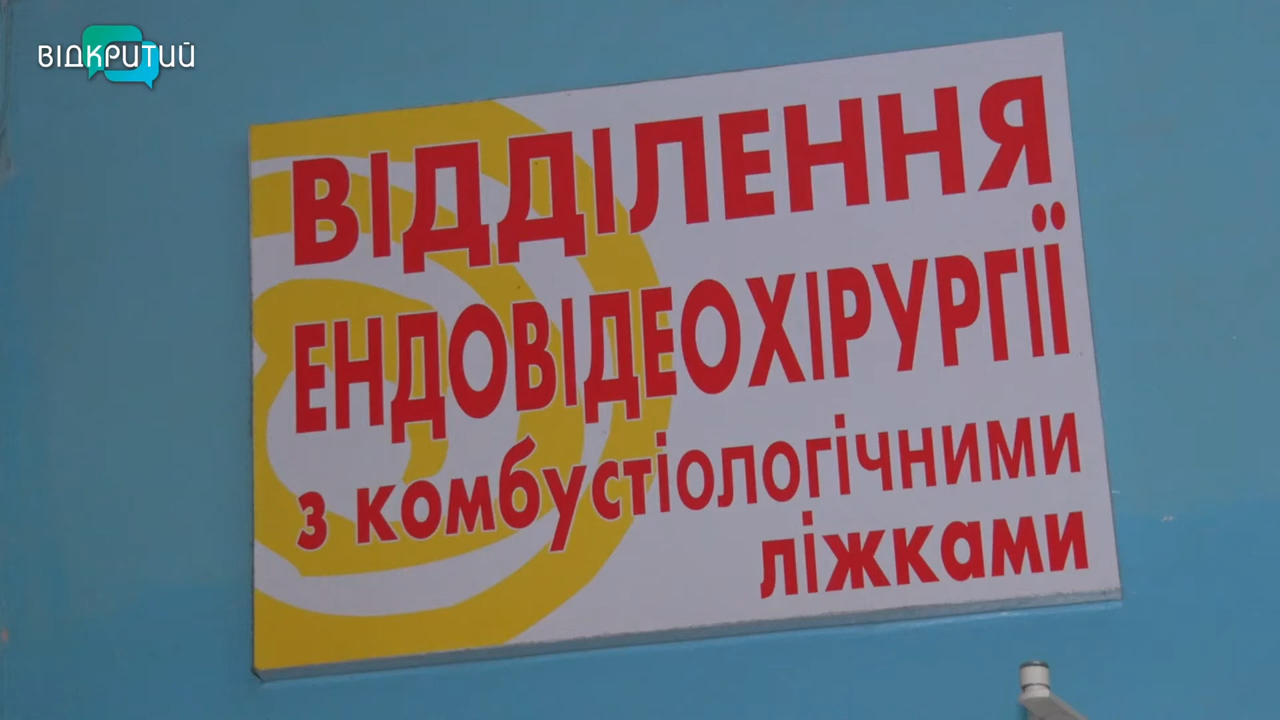 ВІДКРИТИЙ
ВІДДІЛЕННЯ
ЕНДОВІДЕОХІРУРГІЇ
з комбустіологічними
ліжками